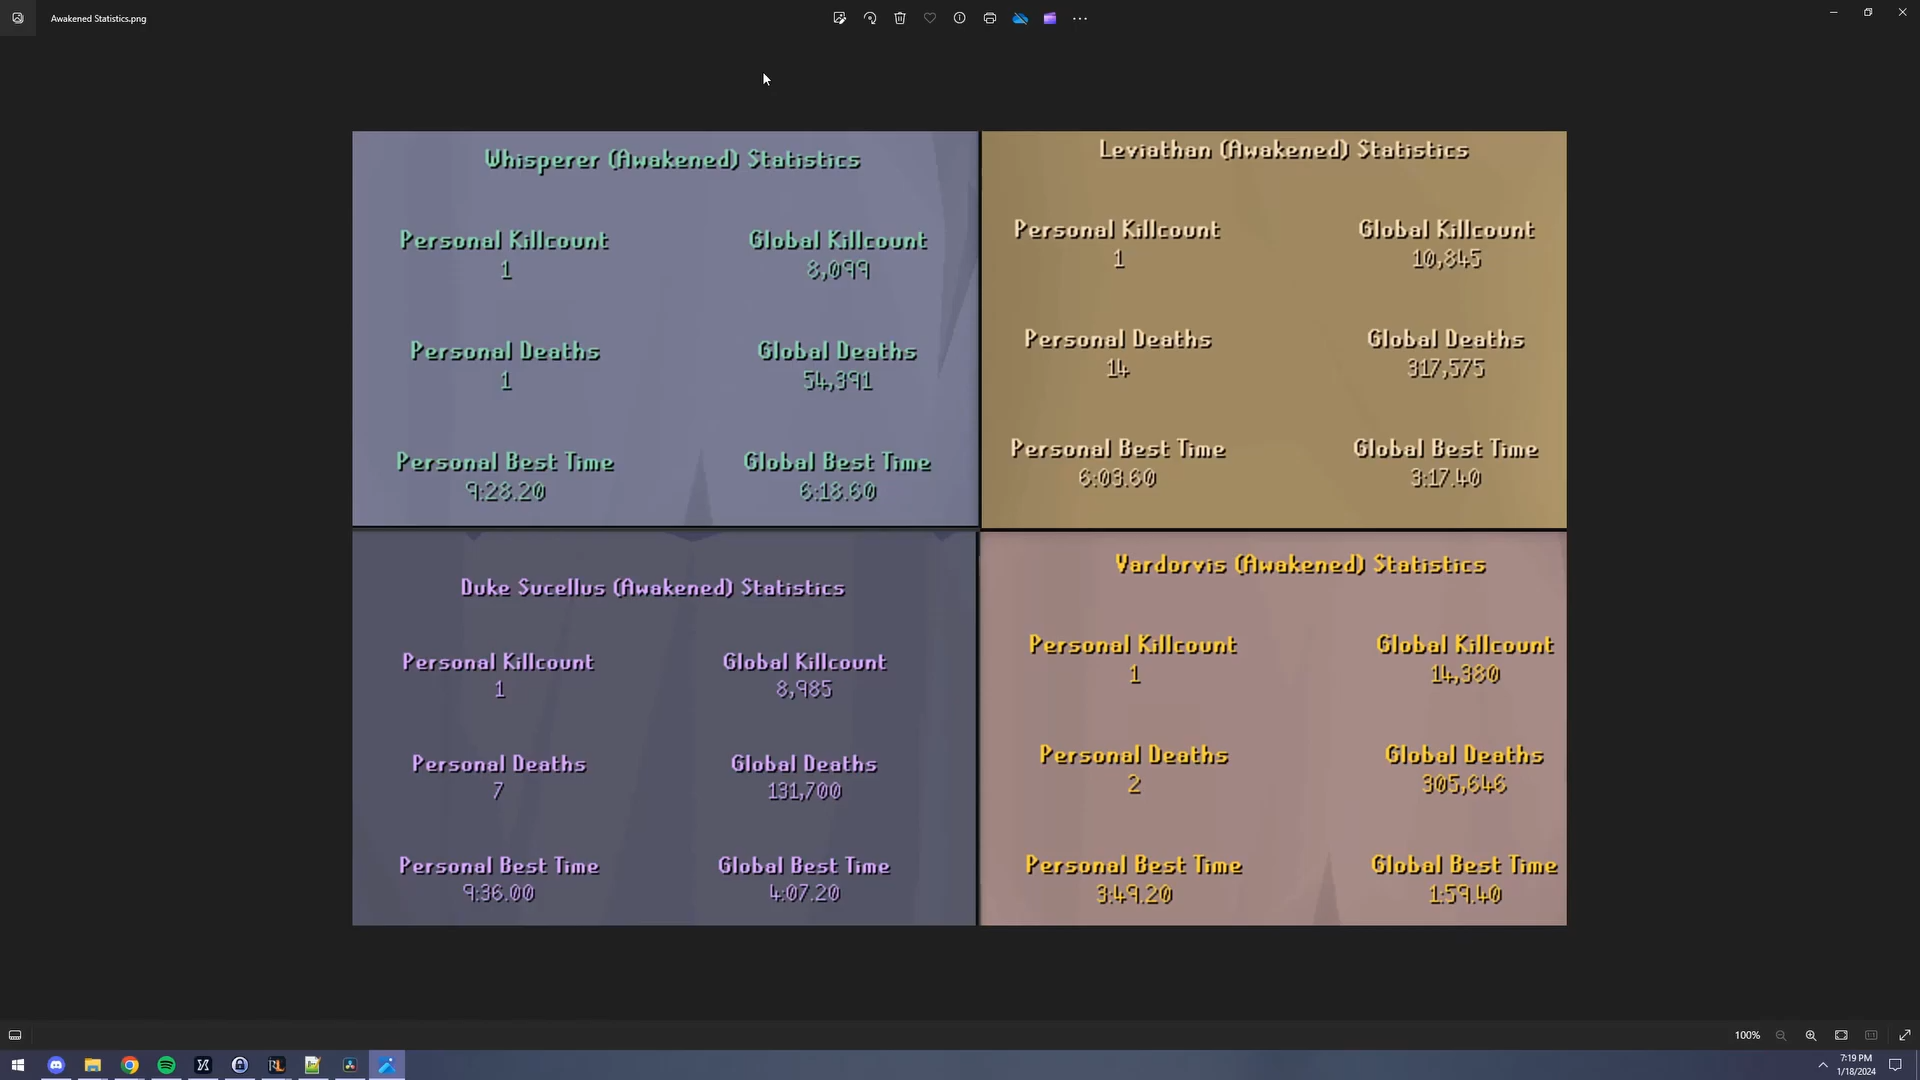 Awakened Statistics.png
Whisperer (Awakened) Statistics
Personal Killcount
1
Global Killcount
8,099
Personal Deaths
1
Global Deaths
54,391
Personal Best Time
9:28.20
Global Best Time
6:18.60
Leviathan (Awakened) Statistics
Personal Killcount
1
Global Killcount
10,845
Personal Deaths
14
Global Deaths
317,575
Personal Best Time
6:03.60
Global Best Time
3:17.40
Duke Sucellus (Awakened) Statistics
Personal Killcount
1
Global Killcount
8,985
Personal Deaths
7
Global Deaths
131,700
Personal Best Time
9:36.00
Global Best Time
4:07.20
Vardorvis (Awakened) Statistics
Personal Killcount
1
Global Killcount
14,380
Personal Deaths
2
Global Deaths
305,646
Personal Best Time
3:49.20
Global Best Time
1:59.40
100%
7:19 PM
1/18/2024